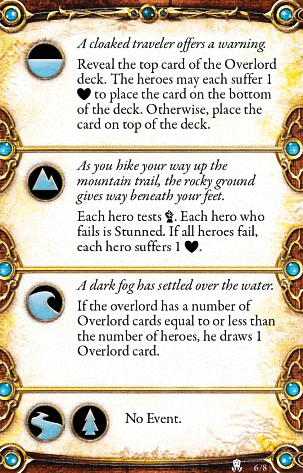 A cloaked traveler offers a warning.
Reveal the top card of the Overlord
deck. The heroes may each suffer 1
♥ to place the card on the bottom
of the deck. Otherwise, place the
card on top of the deck.
As you hike your way up the
mountain trail, the rocky ground
gives way beneath your feet.
Each hero tests . Each hero who
fails is Stunned. If all heroes fail,
each hero suffers 1 ♥.
A dark fog has settled over the water.
If the overlord has a number of
Overlord cards equal to or less than
the number of heroes, he draws 1
Overlord card.
No Event.
6/8